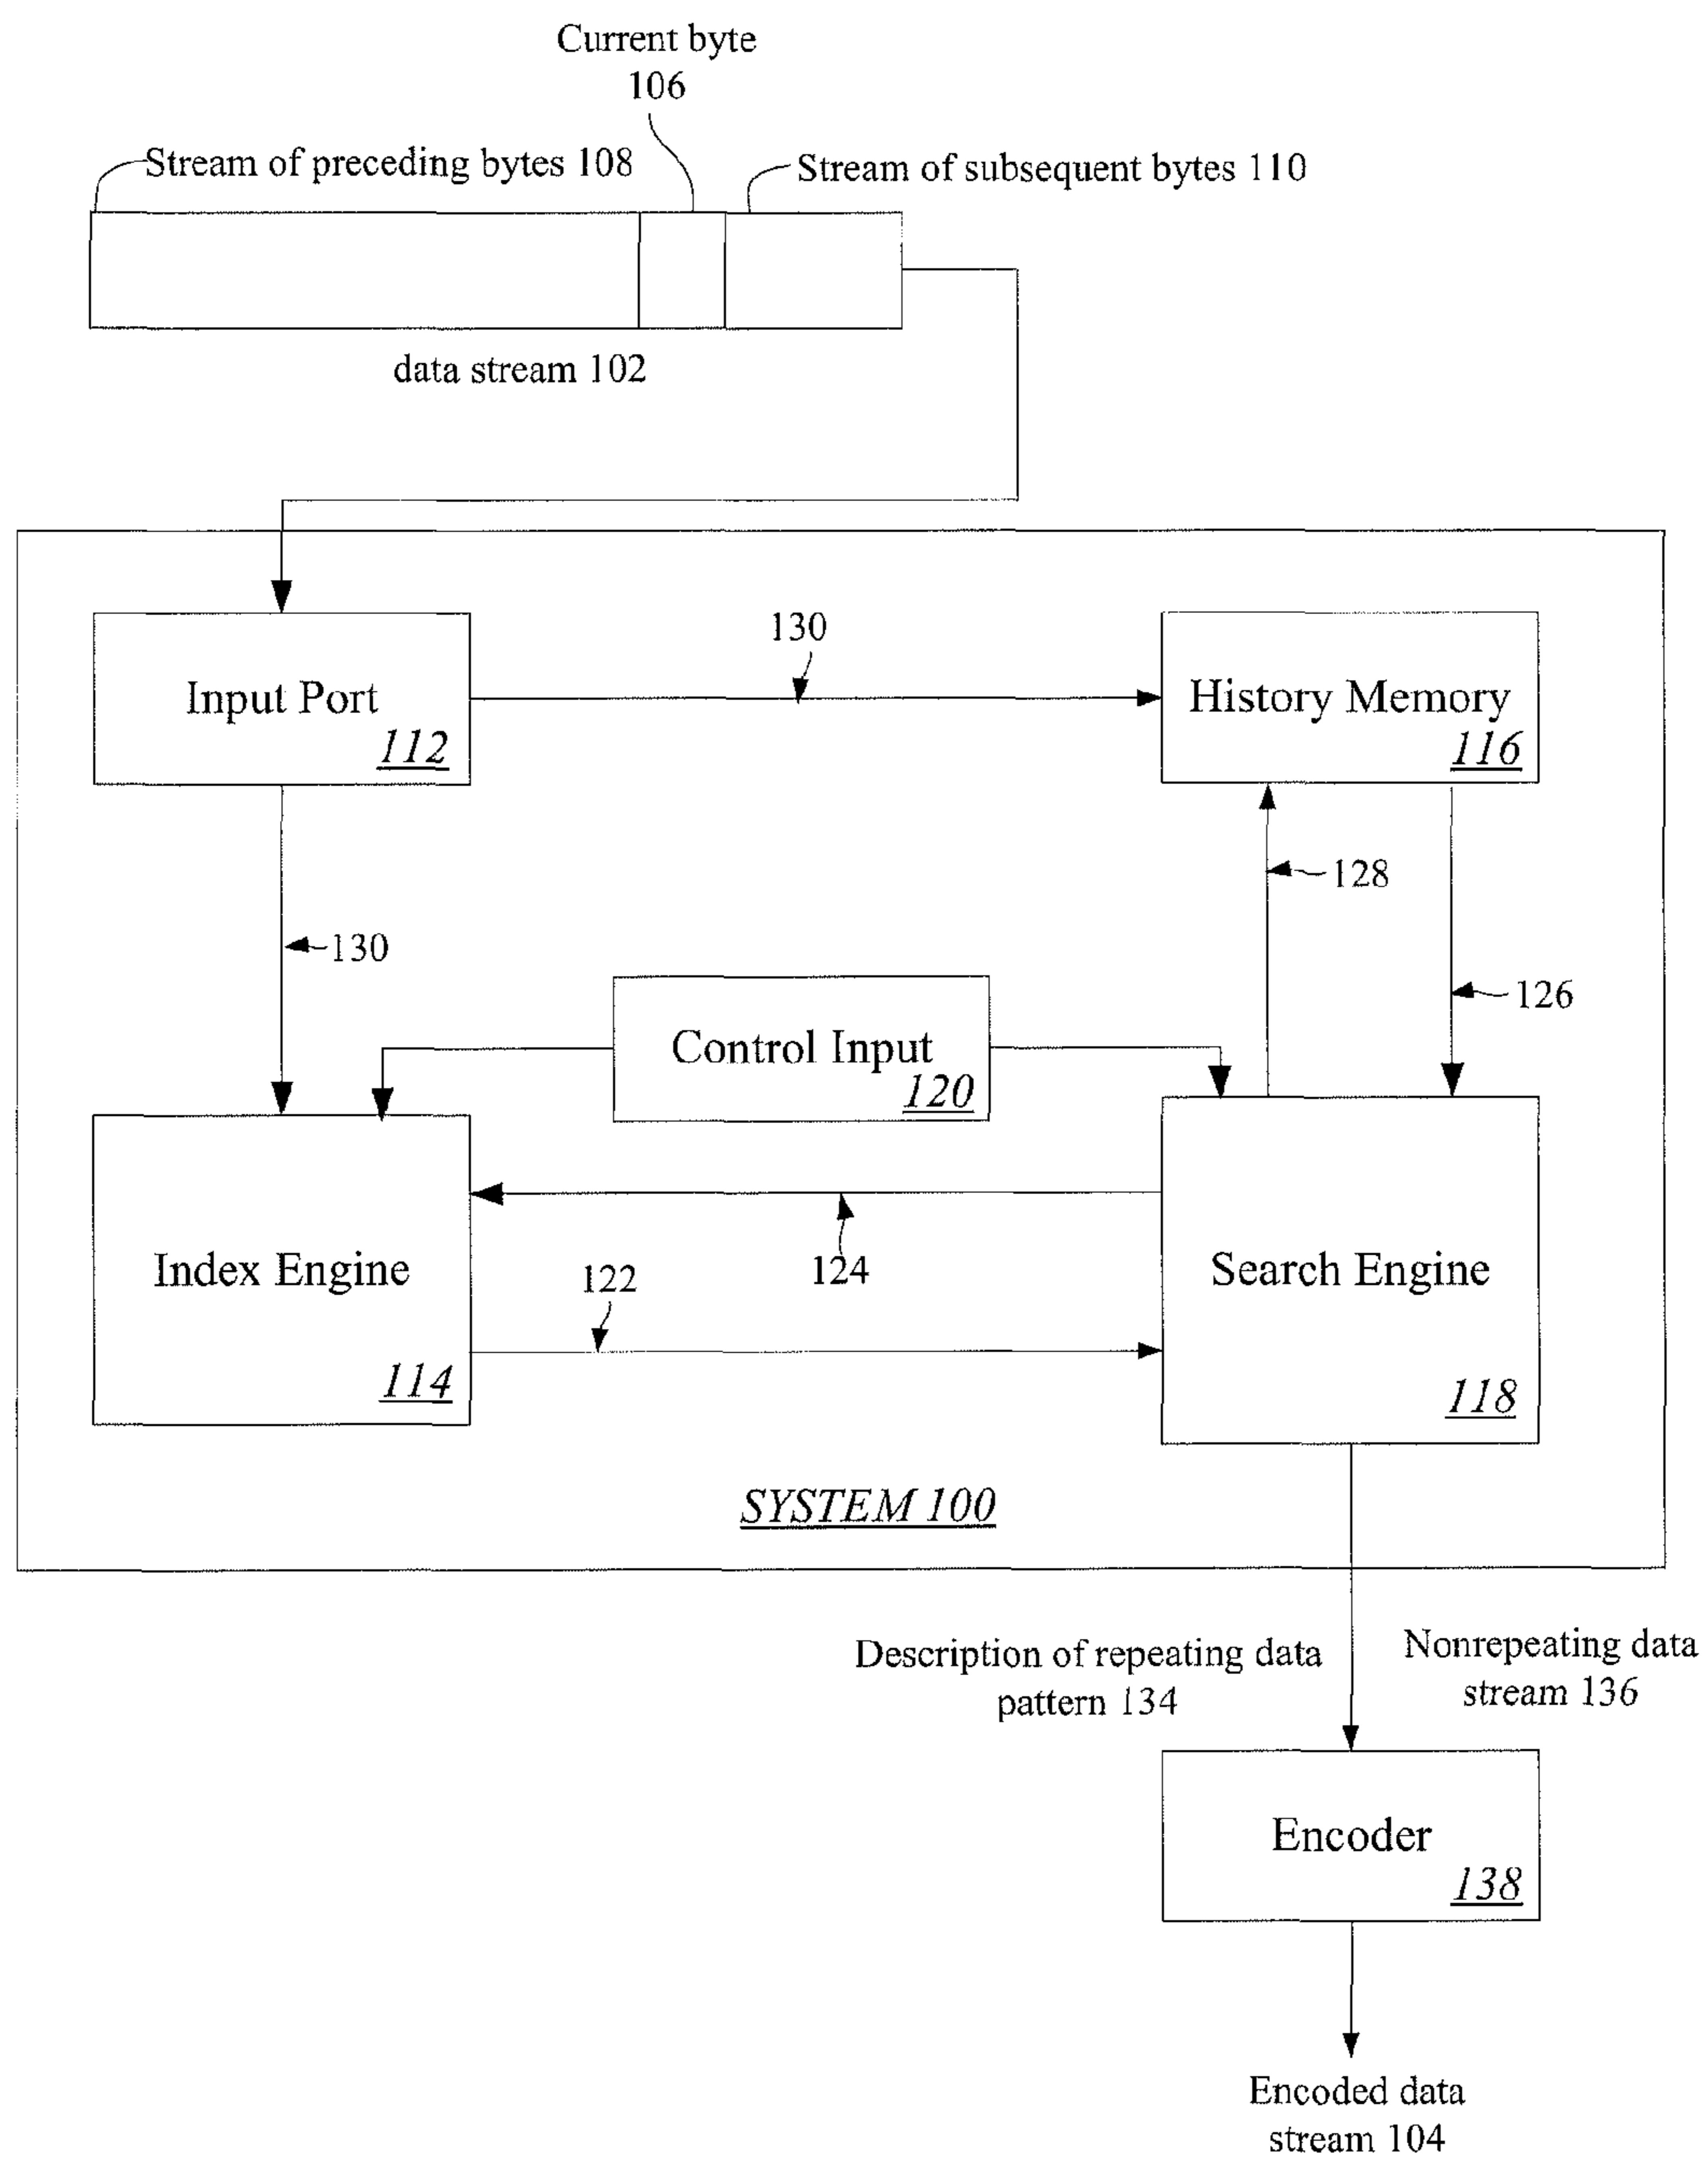 Current byte
106
Stream of preceding bytes 108
Stream of subsequent bytes 110
data stream 102
130
Input Port
112
History Memory
116
128
130
126
Control Input
120
124
122
Index Engine
114
Search Engine
118
SYSTEM 100
Description of repeating data
pattern 134
Nonrepeating data
stream 136
Encoder
138
Encoded data
stream 104